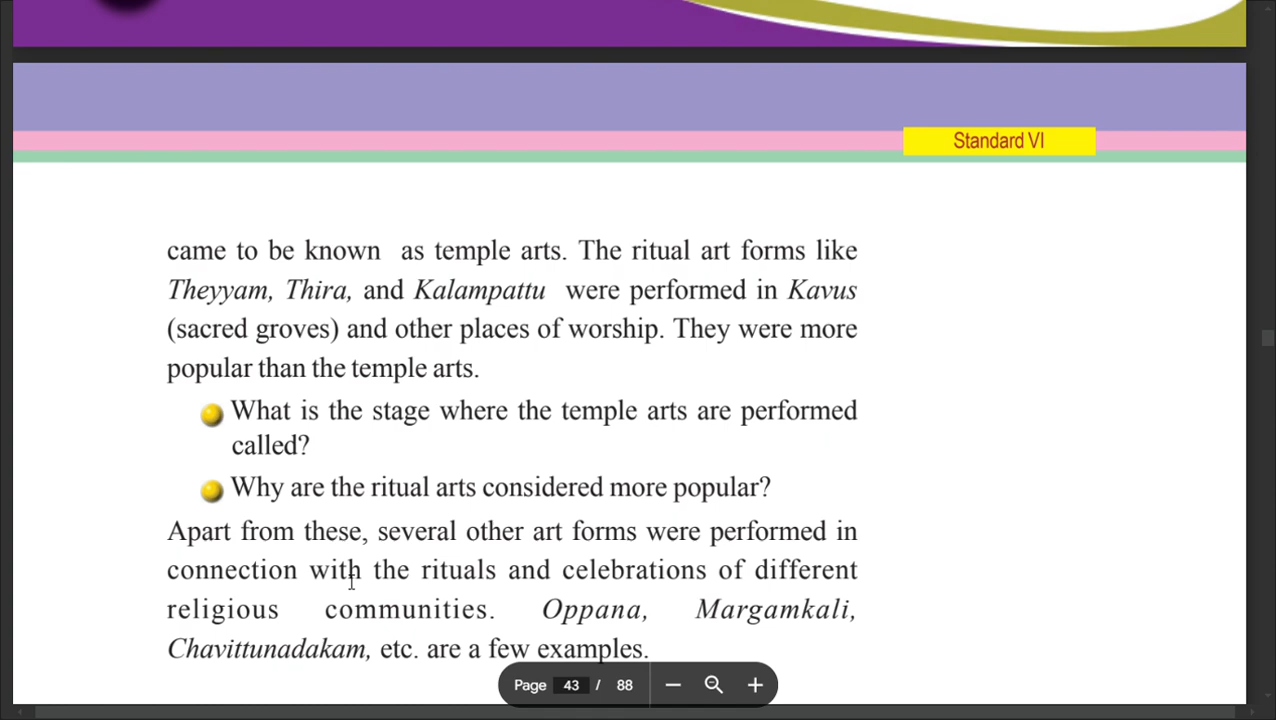 Standard VI
came to be known as temple arts. The ritual art forms like
Theyyam, Thira, and Kalampattu were performed in Kavus
(sacred groves) and other places of worship. They were more
popular than the temple arts.
What is the stage where the temple arts are performed
called?
Why are the ritual arts considered more popular?
Apart from these, several other art forms were performed in
connection with the rituals and celebrations of different
religious communities. Oppana, Margamkali,
Chavittunadakam, etc. are a few examples.
Page 43 / 88